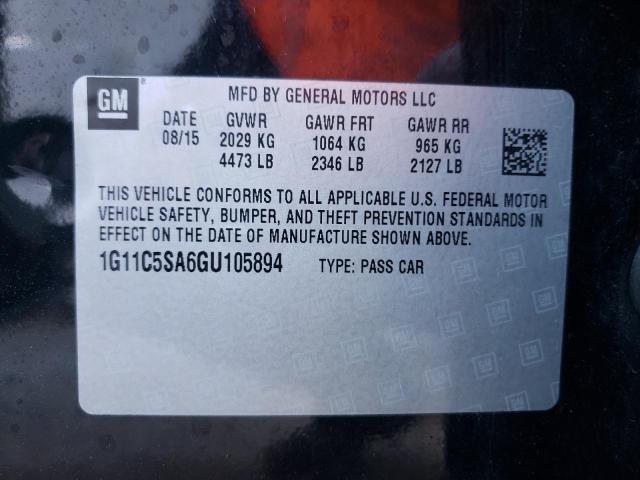 GM
MFD BY GENERAL MOTORS LLC
DATE GVWR GAWR FRT GAWR RR
08/15 2029 KG 1064 KG 965 KG
4473 LB 2346 LB 2127 LB
THIS VEHICLE CONFORMS TO ALL APPLICABLE U.S. FEDERAL MOTOR
VEHICLE SAFETY, BUMPER, AND THEFT PREVENTION STANDARDS IN
EFFECT ON THE DATE OF MANUFACTURE SHOWN ABOVE.
1G11C5SA6GU105894 TYPE: PASS CAR